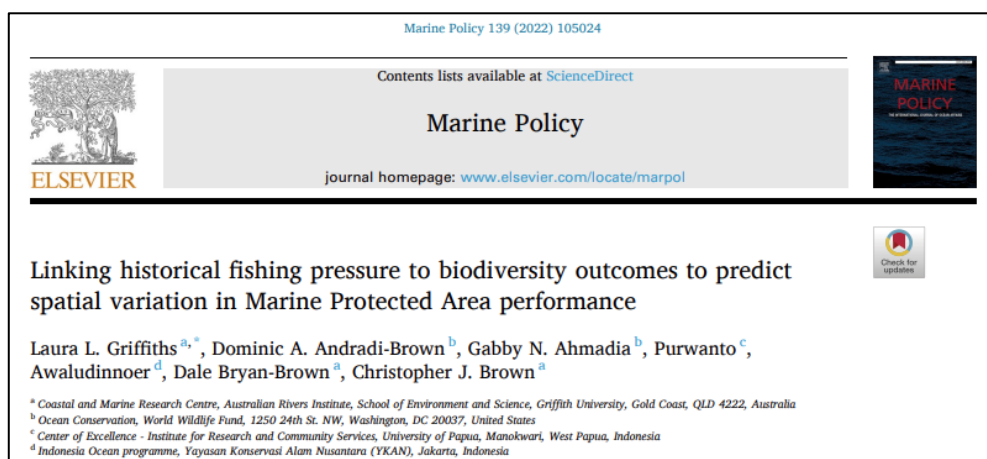 Marine Policy 139 (2022) 105024
Contents lists available at ScienceDirect
Marine Policy
journal homepage: www.elsevier.com/locate/marpol
ELSEVIER
MARINE
POLICY
Check for
updates
Linking historical fishing pressure to biodiversity outcomes to predict
spatial variation in Marine Protected Area performance
Laura L. Griffiths a,*, Dominic A. Andradi-Brown b, Gabby N. Ahmadia b, Purwanto c,
Awaludinnoer d, Dale Bryan-Brown a, Christopher J. Brown a
a Coastal and Marine Research Centre, Australian Rivers Institute, School of Environment and Science, Griffith University, Gold Coast, QLD 4222, Australia
b Ocean Conservation, World Wildlife Fund, 1250 24th St. NW, Washington, DC 20037, United States
c Center of Excellence - Institute for Research and Community Services, University of Papua, Manokwari, West Papua, Indonesia
d Indonesia Ocean programme, Yayasan Konservasi Alam Nusantara (YKAN), Jakarta, Indonesia